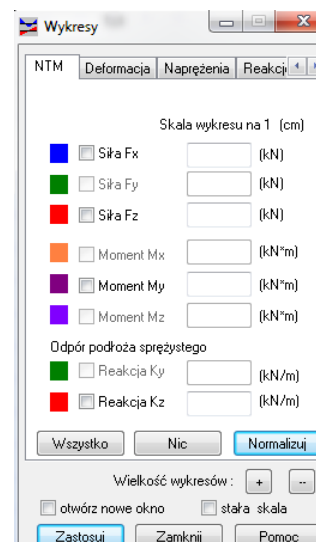 Wykresy
NTM Deformacja Naprężenia Reakcj
Skala wykresu na 1 (cm)
Siła Fx (kN)
Siła Fy (kN)
Siła Fz (kN)
Moment Mx (kN*m)
Moment My (kN*m)
Moment Mz (kN*m)
Odpór podłoża sprężystego
Reakcja Ky (kN/m)
Reakcja Kz (kN/m)
Wszystko Nic Normalizuj
Wielkość wykresów : + --
otwórz nowe okno stała skala
Zastosuj Zamknij Pomoc